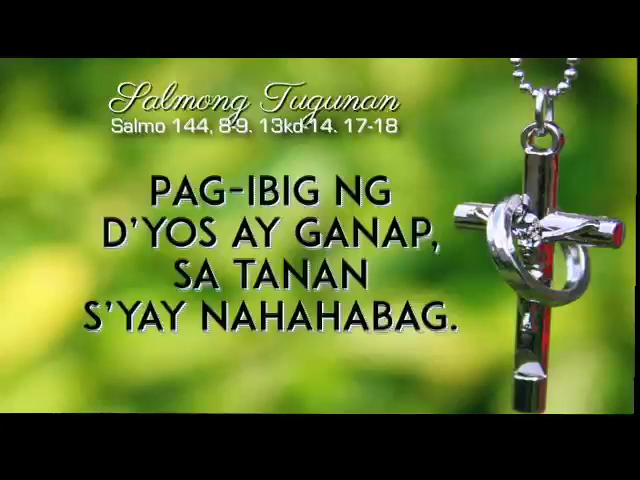 Salmong Tugunan
Salmo 144, 8-9. 13kd-14. 17-18
PAG-IBIG NG
D'YOS AY GANAP,
SA TANAN
S'YAY NAHAHABAG.